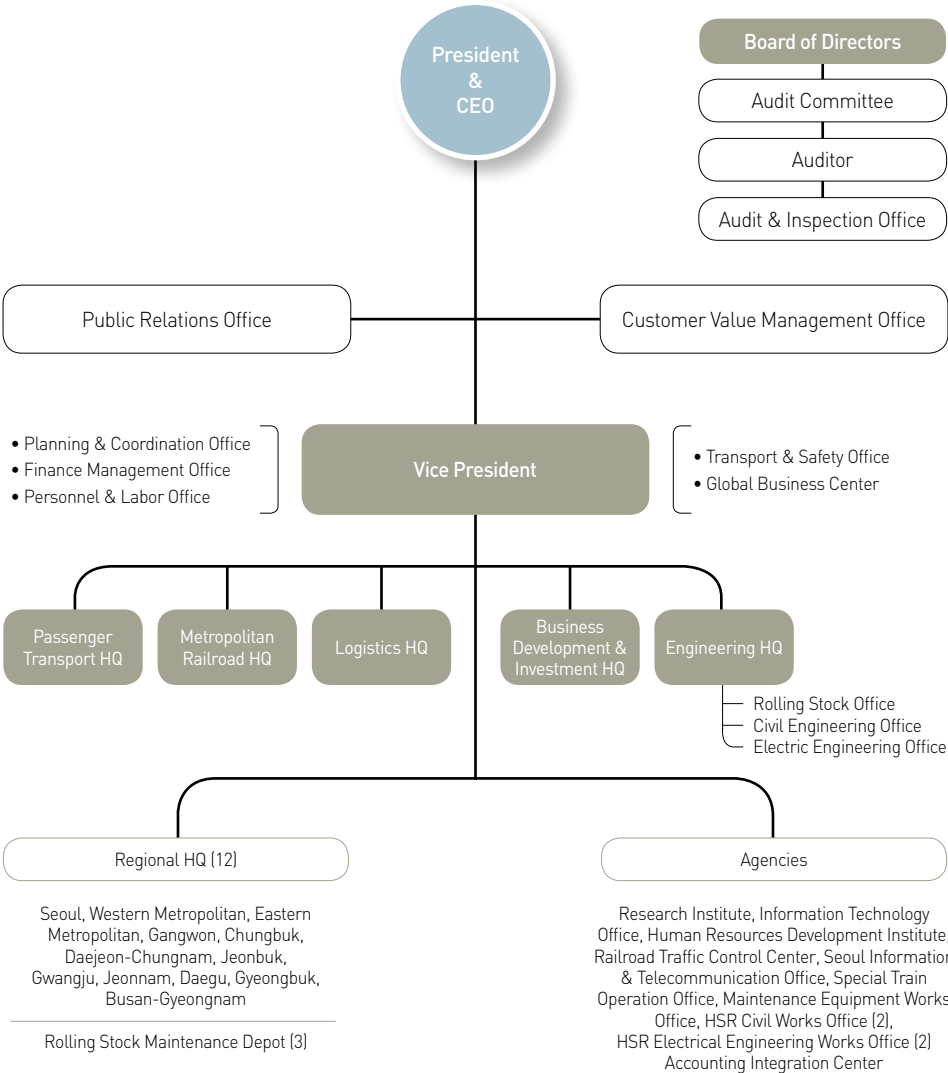 President
&
CEO
Board of Directors
Audit Committee
Auditor
Audit & Inspection Office
Public Relations Office
Customer Value Management Office
• Planning & Coordination Office
• Finance Management Office
• Personnel & Labor Office
Vice President
• Transport & Safety Office
• Global Business Center
Passenger
Transport HQ
Metropolitan
Railroad HQ
Logistics HQ
Business
Development &
Investment HQ
Engineering HQ
Rolling Stock Office
Civil Engineering Office
Electric Engineering Office
Regional HQ (12)
Seoul, Western Metropolitan, Eastern
Metropolitan, Gangwon, Chungbuk,
Daejeon-Chungnam, Jeonbuk,
Gwangju, Jeonnam, Daegu, Gyeongbuk,
Busan-Gyeongnam
Rolling Stock Maintenance Depot (3)
Agencies
Research Institute, Information Technology
Office, Human Resources Development Institute,
Railroad Traffic Control Center, Seoul Information
& Telecommunication Office, Special Train
Operation Office, Maintenance Equipment Works
Office, HSR Civil Works Office (2),
HSR Electrical Engineering Works Office (2)
Accounting Integration Center